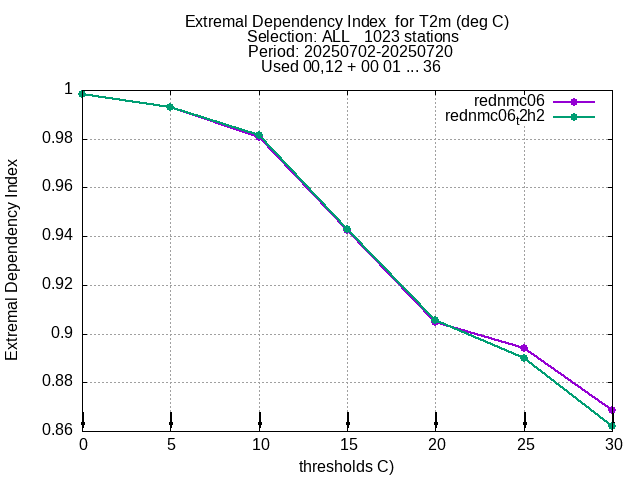 Extremal Dependency Index  for T2m (deg C)
Selection: ALL   1023 stations
Period: 20250702-20250720
Used 00,12 + 00 01 ... 36
rednmc06
rednmc06_t2h2
1
0.98
0.96
0.94
0.92
0.9
0.88
0.86
Extremal Dependency Index
0 5 10 15 20 25 30
thresholds C)